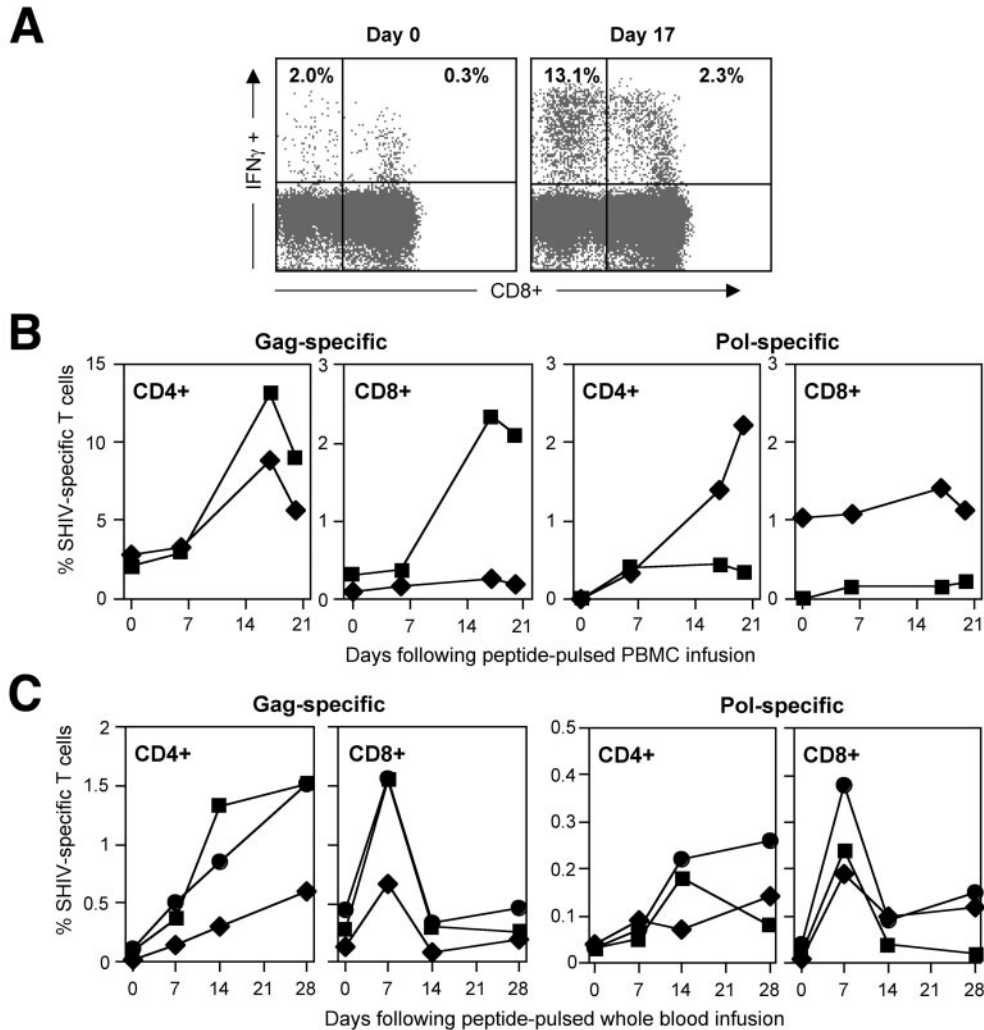 A
Day 0 Day 17
2.0% 0.3% 13.1% 2.3%
IFNγ +
CD8+
B
Gag-specific Pol-specific
% SHIV-specific T cells
CD4+ CD8+ CD4+ CD8+
15 3 3 3
10 2 2 2
5 1 1 1
0 0 0 0
0 7 14 21 0 7 14 21 0 7 14 21 0 7 14 21
Days following peptide-pulsed PBMC infusion
C
Gag-specific Pol-specific
% SHIV-specific T cells
CD4+ CD8+ CD4+ CD8+
2 0.5
1.5 0.4
0.3
1
0.2
0.5 0.1
0 0
0 7 14 21 28 0 7 14 21 28 0 7 14 21 28 0 7 14 21 28
Days following peptide-pulsed whole blood infusion